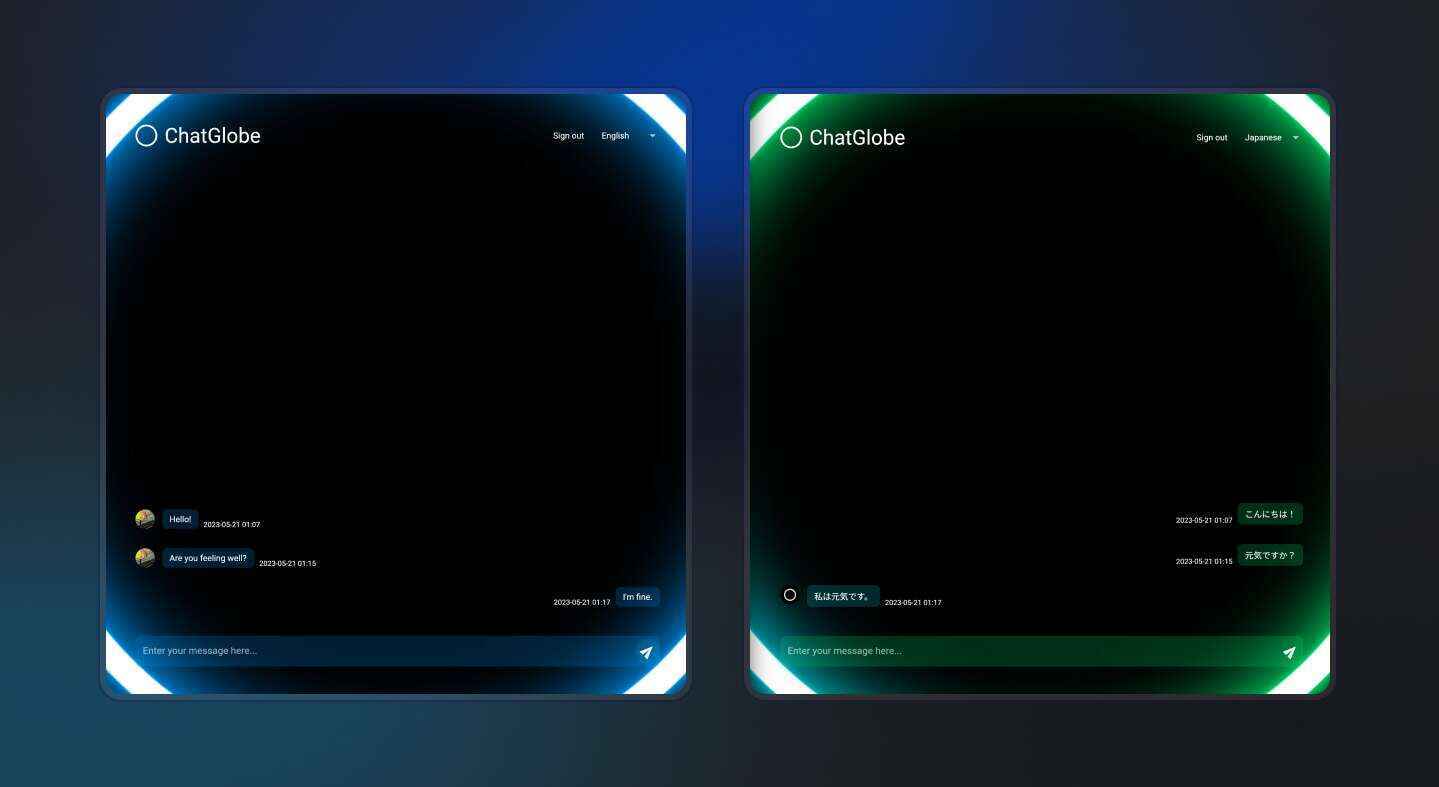 ChatGlobe
Sign out English
Hello! 2023-05-21 01:07
Are you feeling well? 2023-05-21 01:15
2023-05-21 01:17 I'm fine.
Enter your message here...
ChatGlobe
Sign out Japanese
2023-05-21 01:07 こんにちは！
2023-05-21 01:15 元気ですか？
私は元気です。 2023-05-21 01:17
Enter your message here...